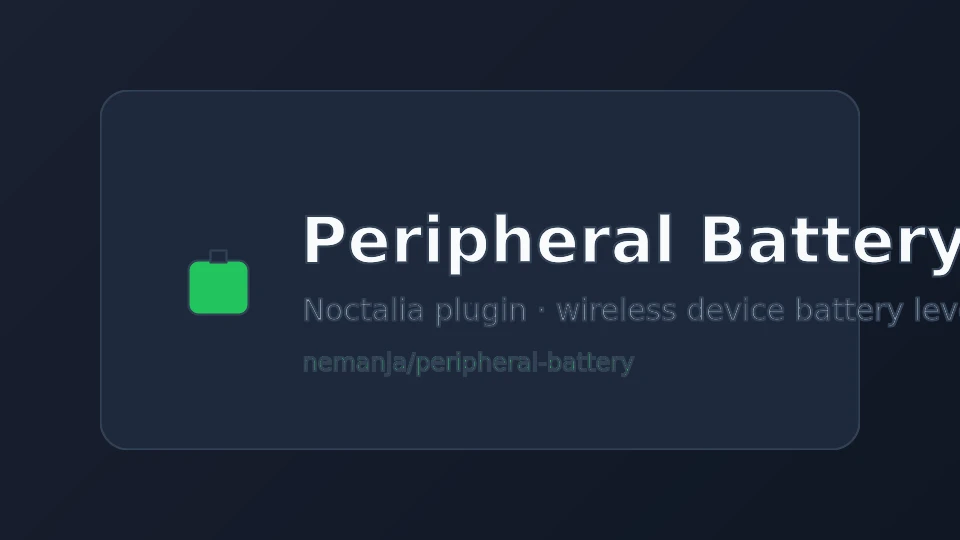 Peripheral Battery
Noctalia plugin · wireless device battery
nemanja/peripheral-battery